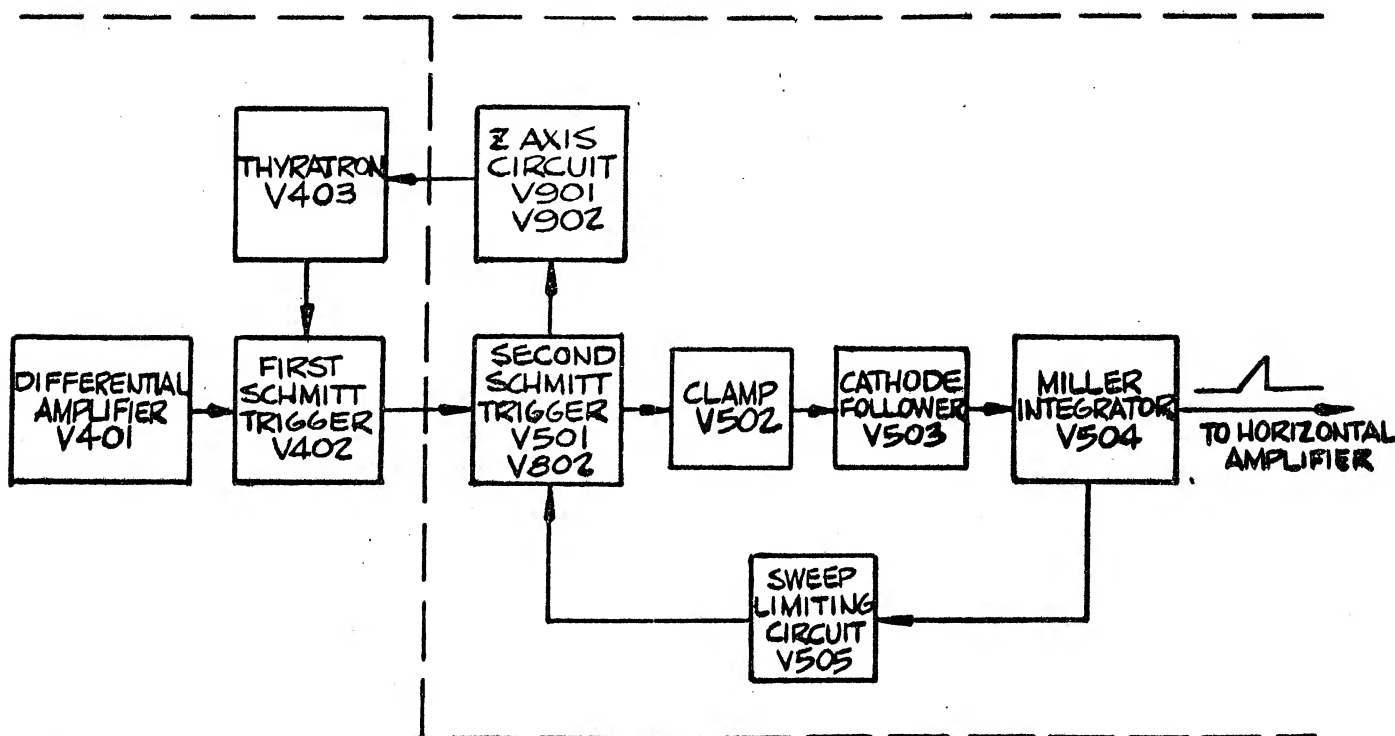 THYRATRON
V403
Z AXIS
CIRCUIT
V901
V902
DIFFERENTIAL
AMPLIFIER
V401
FIRST
SCHMITT
TRIGGER
V402
SECOND
SCHMITT
TRIGGER
V501
V802
CLAMP
V502
CATHODE
FOLLOWER
V503
MILLER
INTEGRATOR
V504
TO HORIZONTAL
AMPLIFIER
SWEEP
LIMITING
CIRCUIT
V505